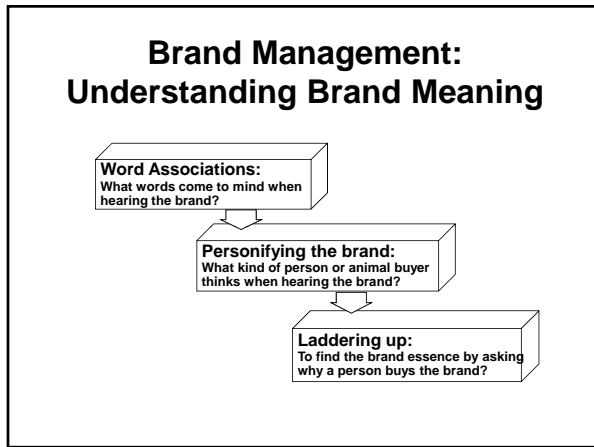 Brand Management:
Understanding Brand Meaning
Word Associations:
What words come to mind when
hearing the brand?
Personifying the brand:
What kind of person or animal buyer
thinks when hearing the brand?
Laddering up:
To find the brand essence by asking
why a person buys the brand?